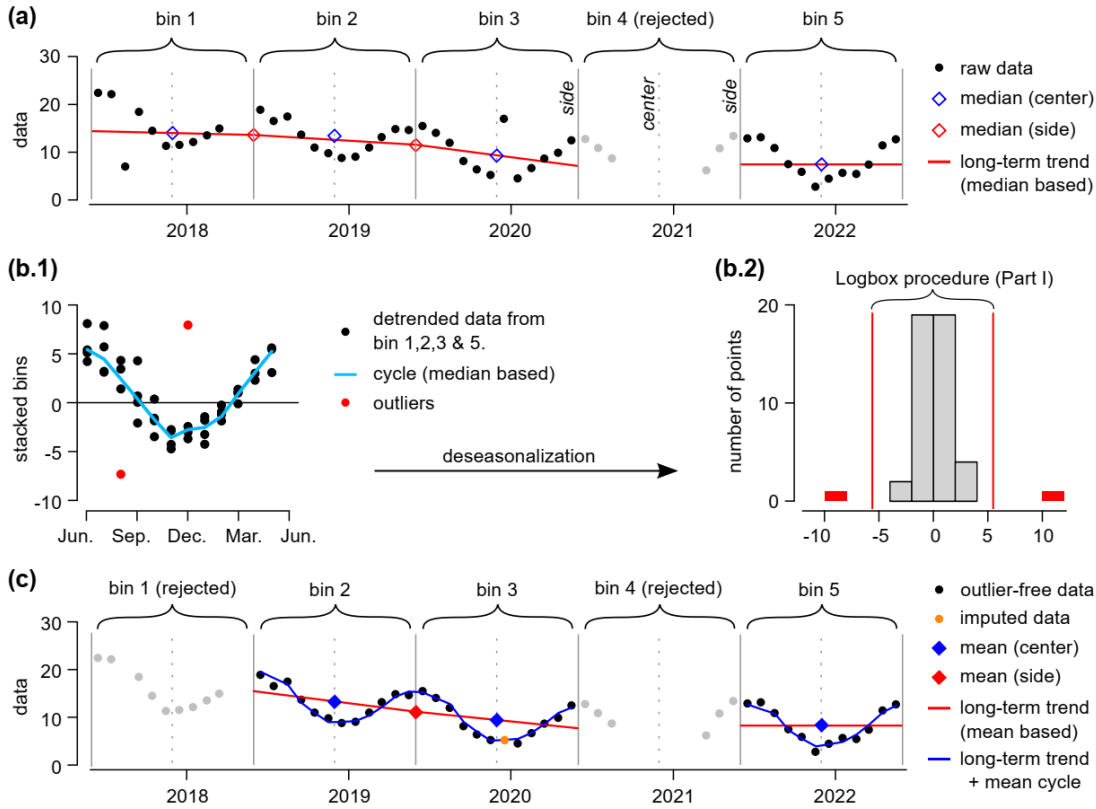 (a)
bin 1
bin 2
bin 3
bin 4 (rejected)
bin 5
30
20
10
0
data
side
center
side
2018
2019
2020
2021
2022
raw data
median (center)
median (side)
long-term trend
(median based)
(b.1)
10
5
0
-5
-10
stacked bins
Jun.
Sep.
Dec.
Mar.
Jun.
detrended data from
bin 1,2,3 & 5.
cycle (median based)
outliers
deseasonalization
(b.2)
Logbox procedure (Part I)
20
10
0
number of points
-10
-5
0
5
10
(c)
bin 1 (rejected)
bin 2
bin 3
bin 4 (rejected)
bin 5
30
20
10
0
data
2018
2019
2020
2021
2022
outlier-free data
imputed data
mean (center)
mean (side)
long-term trend
(mean based)
long-term trend
+ mean cycle